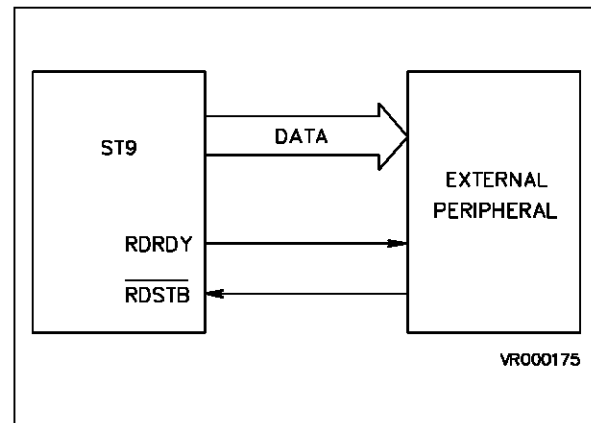 ST9
DATA
EXTERNAL
PERIPHERAL
RDRDY
RDSTB
VR000175